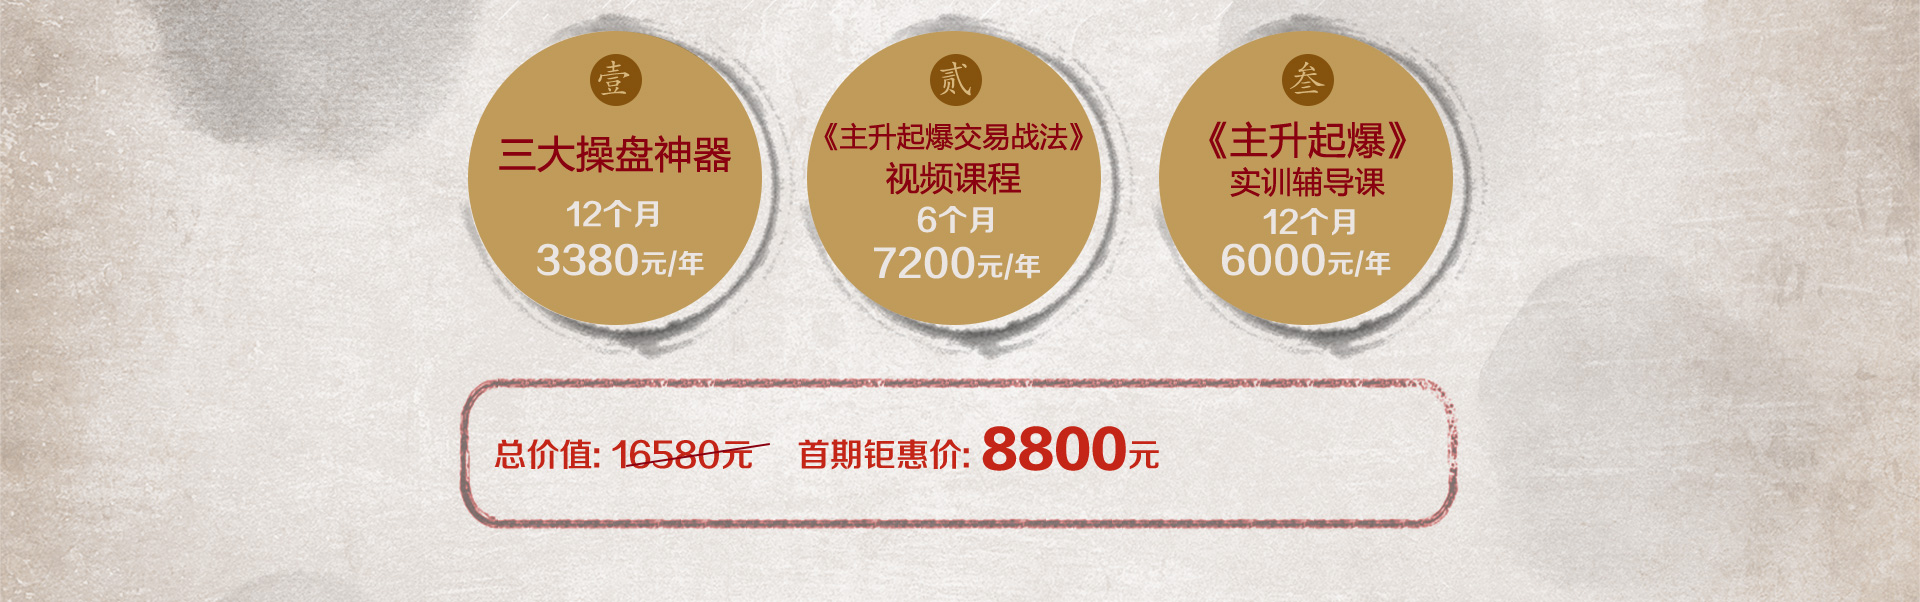 壹
三大操盘神器
12个月
3380元/年
贰
《主升起爆交易战法》
视频课程
6个月
7200元/年
叁
《主升起爆》
实训辅导课
12个月
6000元/年
总价值: 16580元 首期钜惠价: 8800元